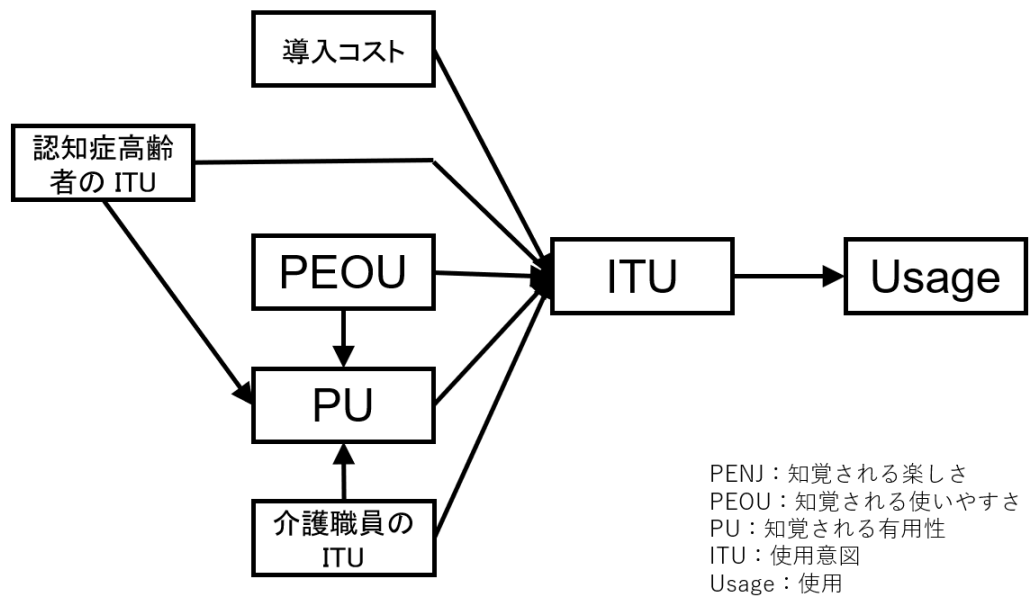 導入コスト
認知症高齢
者の ITU
PEOU
ITU
Usage
PU
介護職員の
ITU
PENJ：知覚される楽しさ
PEOU：知覚される使いやすさ
PU：知覚される有用性
ITU：使用意図
Usage：使用